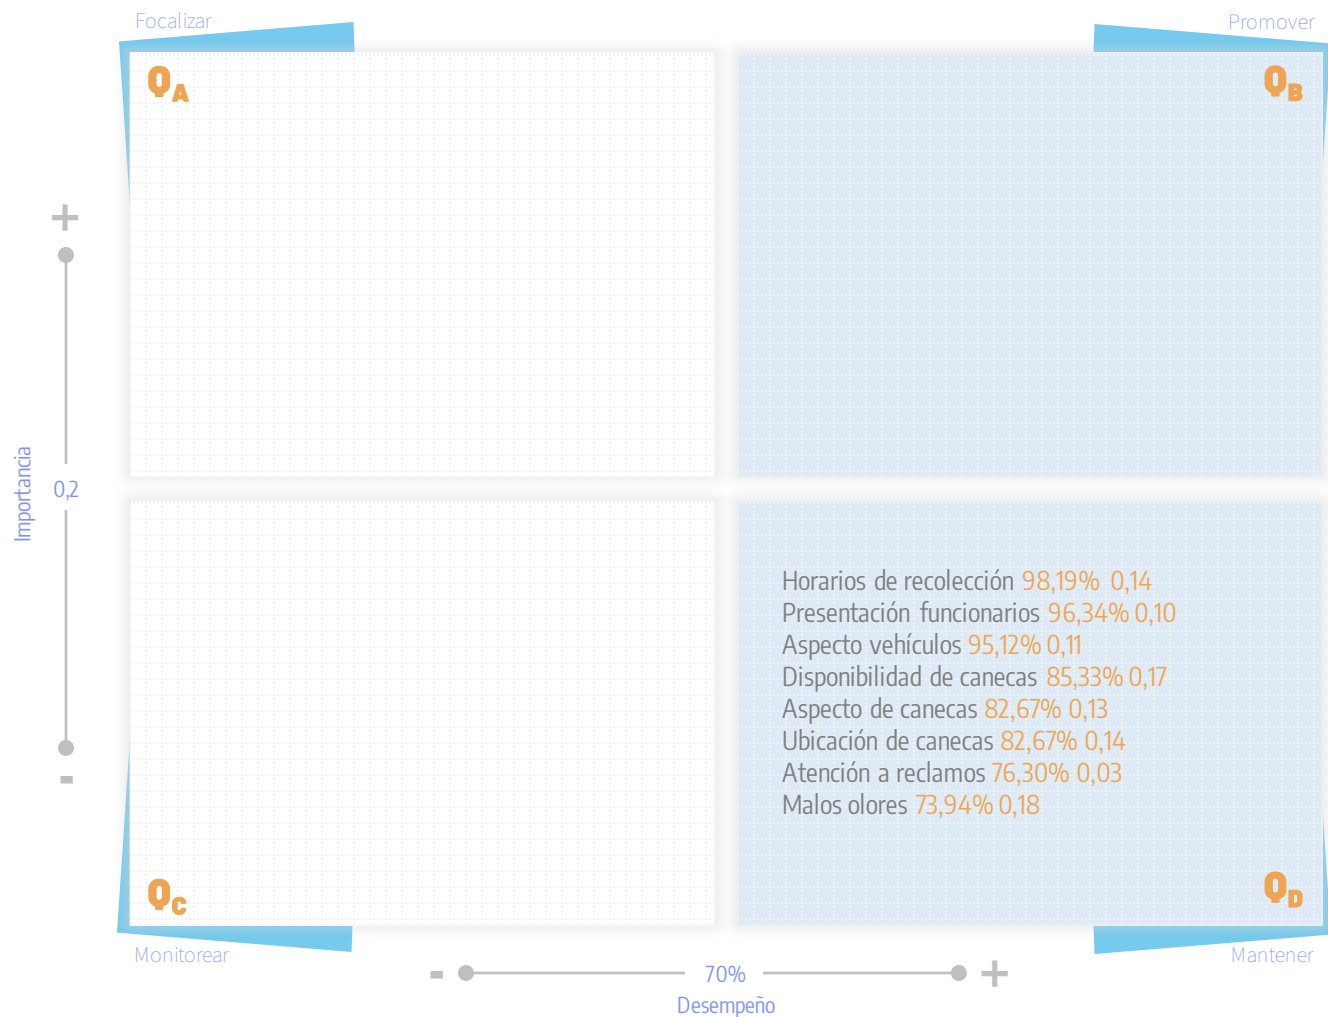 Focalizar
Promover
QA
QB
+
Importancia
0,2
-
Horarios de recolección 98,19% 0,14
Presentación funcionarios 96,34% 0,10
Aspecto vehículos 95,12% 0,11
Disponibilidad de canecas 85,33% 0,17
Aspecto de canecas 82,67% 0,13
Ubicación de canecas 82,67% 0,14
Atención a reclamos 76,30% 0,03
Malos olores 73,94% 0,18
QC
QD
Monitorear
Mantener
- 70% +
Desempeño